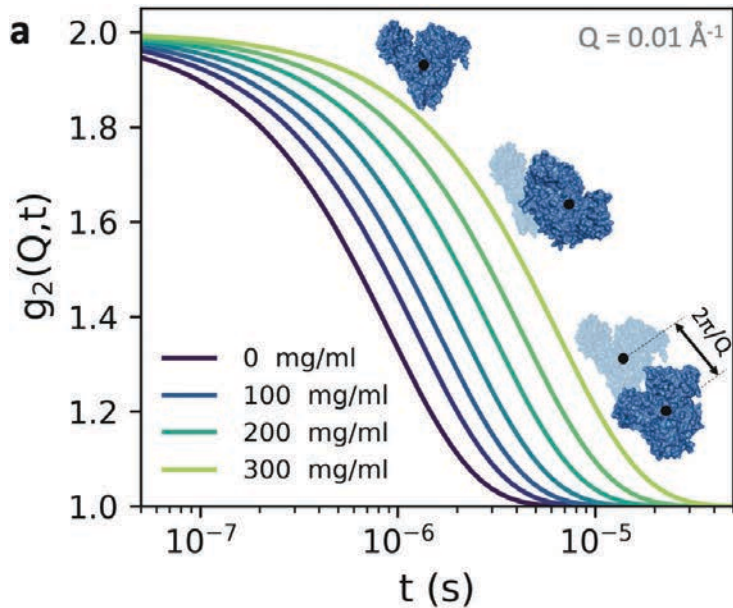 a
Q = 0.01 Å⁻¹
2.0
1.8
1.6
1.4
1.2
1.0
g₂(Q,t)
0 mg/ml
100 mg/ml
200 mg/ml
300 mg/ml
2π/Q
10⁻⁷
10⁻⁶
10⁻⁵
t (s)